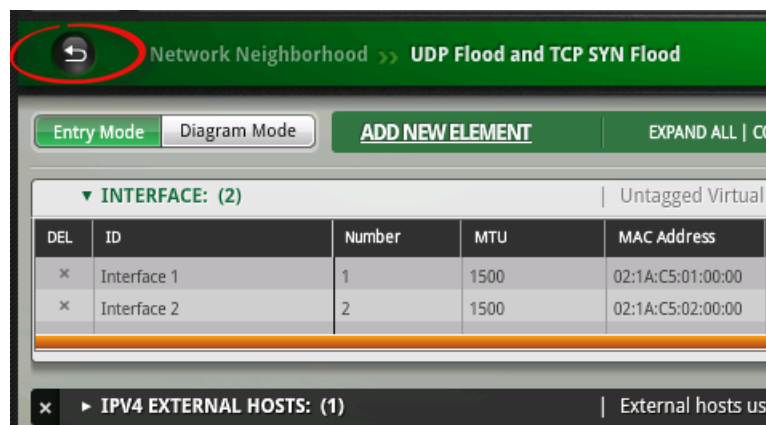 Network Neighborhood >> UDP Flood and TCP SYN Flood
Entry Mode Diagram Mode ADD NEW ELEMENT EXPAND ALL |
▼ INTERFACE: (2) | Untagged Virtual
DEL ID Number MTU MAC Address
× Interface 1 1 1500 02:1A:C5:01:00:00
× Interface 2 2 1500 02:1A:C5:02:00:00
× ► IPV4 EXTERNAL HOSTS: (1) | External hosts us